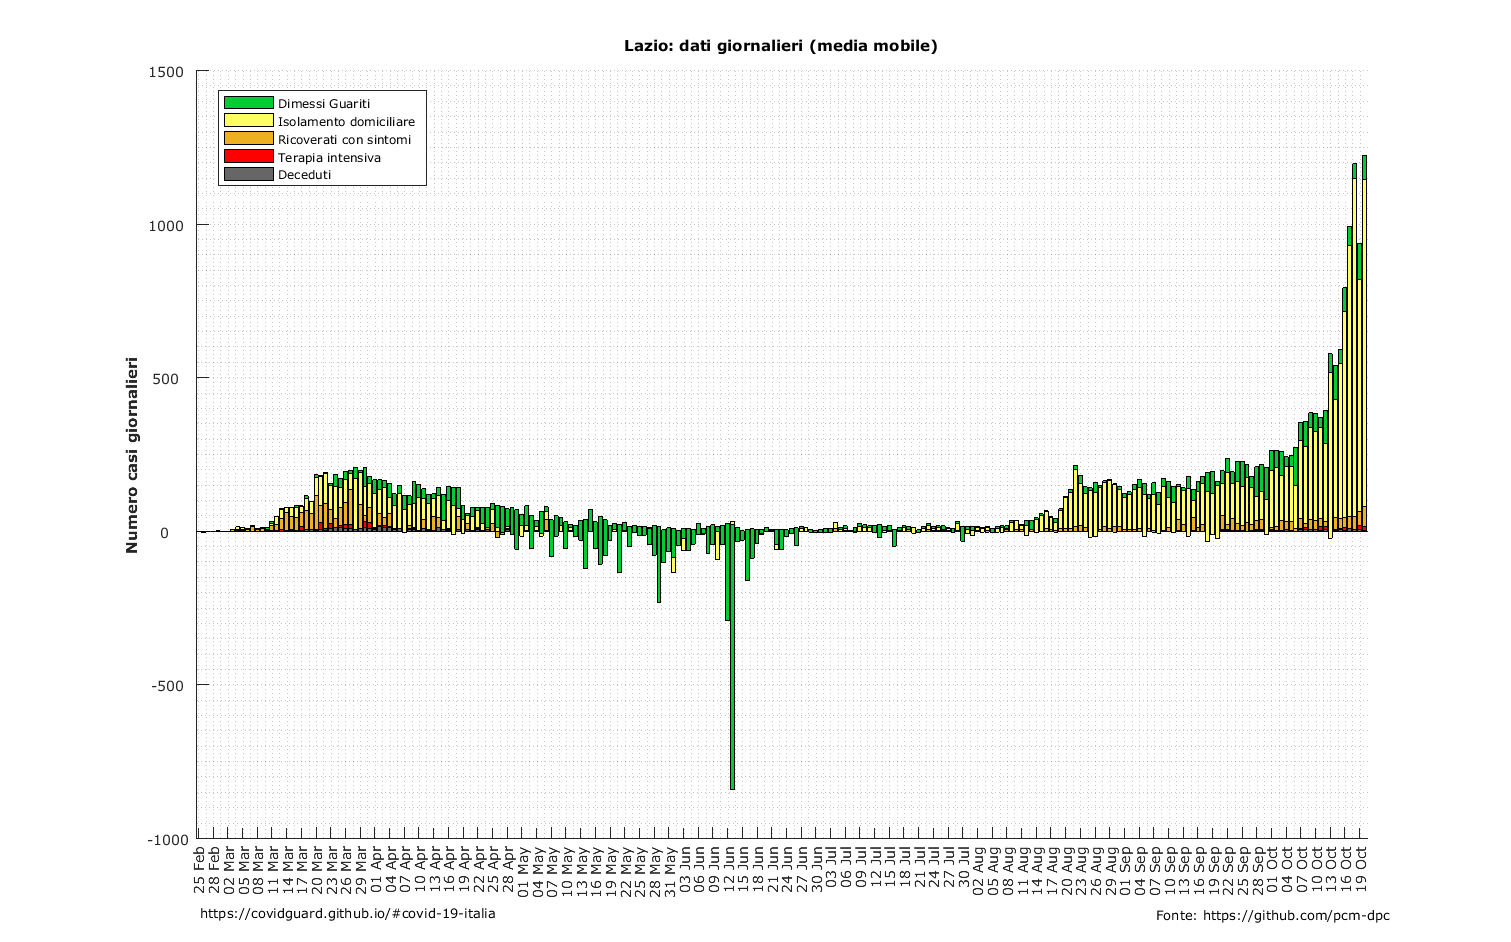 Lazio: dati giornalieri (media mobile)
1500
1000
500
0
-500
-1000
Numero casi giornalieri
Dimessi Guariti
Isolamento domiciliare
Ricoverati con sintomi
Terapia intensiva
Deceduti
25 Feb
28 Feb
02 Mar
05 Mar
08 Mar
11 Mar
14 Mar
17 Mar
20 Mar
23 Mar
26 Mar
29 Mar
01 Apr
04 Apr
07 Apr
10 Apr
13 Apr
16 Apr
19 Apr
22 Apr
25 Apr
28 Apr
01 May
04 May
07 May
10 May
13 May
16 May
19 May
22 May
25 May
28 May
31 May
03 Jun
06 Jun
09 Jun
12 Jun
15 Jun
18 Jun
21 Jun
24 Jun
27 Jun
30 Jun
03 Jul
06 Jul
09 Jul
12 Jul
15 Jul
18 Jul
21 Jul
24 Jul
27 Jul
30 Jul
02 Aug
05 Aug
08 Aug
11 Aug
14 Aug
17 Aug
20 Aug
23 Aug
26 Aug
29 Aug
01 Sep
04 Sep
07 Sep
10 Sep
13 Sep
16 Sep
19 Sep
22 Sep
25 Sep
28 Sep
01 Oct
04 Oct
07 Oct
10 Oct
13 Oct
16 Oct
19 Oct
https://covidguard.github.io/#covid-19-italia
Fonte: https://github.com/pcm-dpc